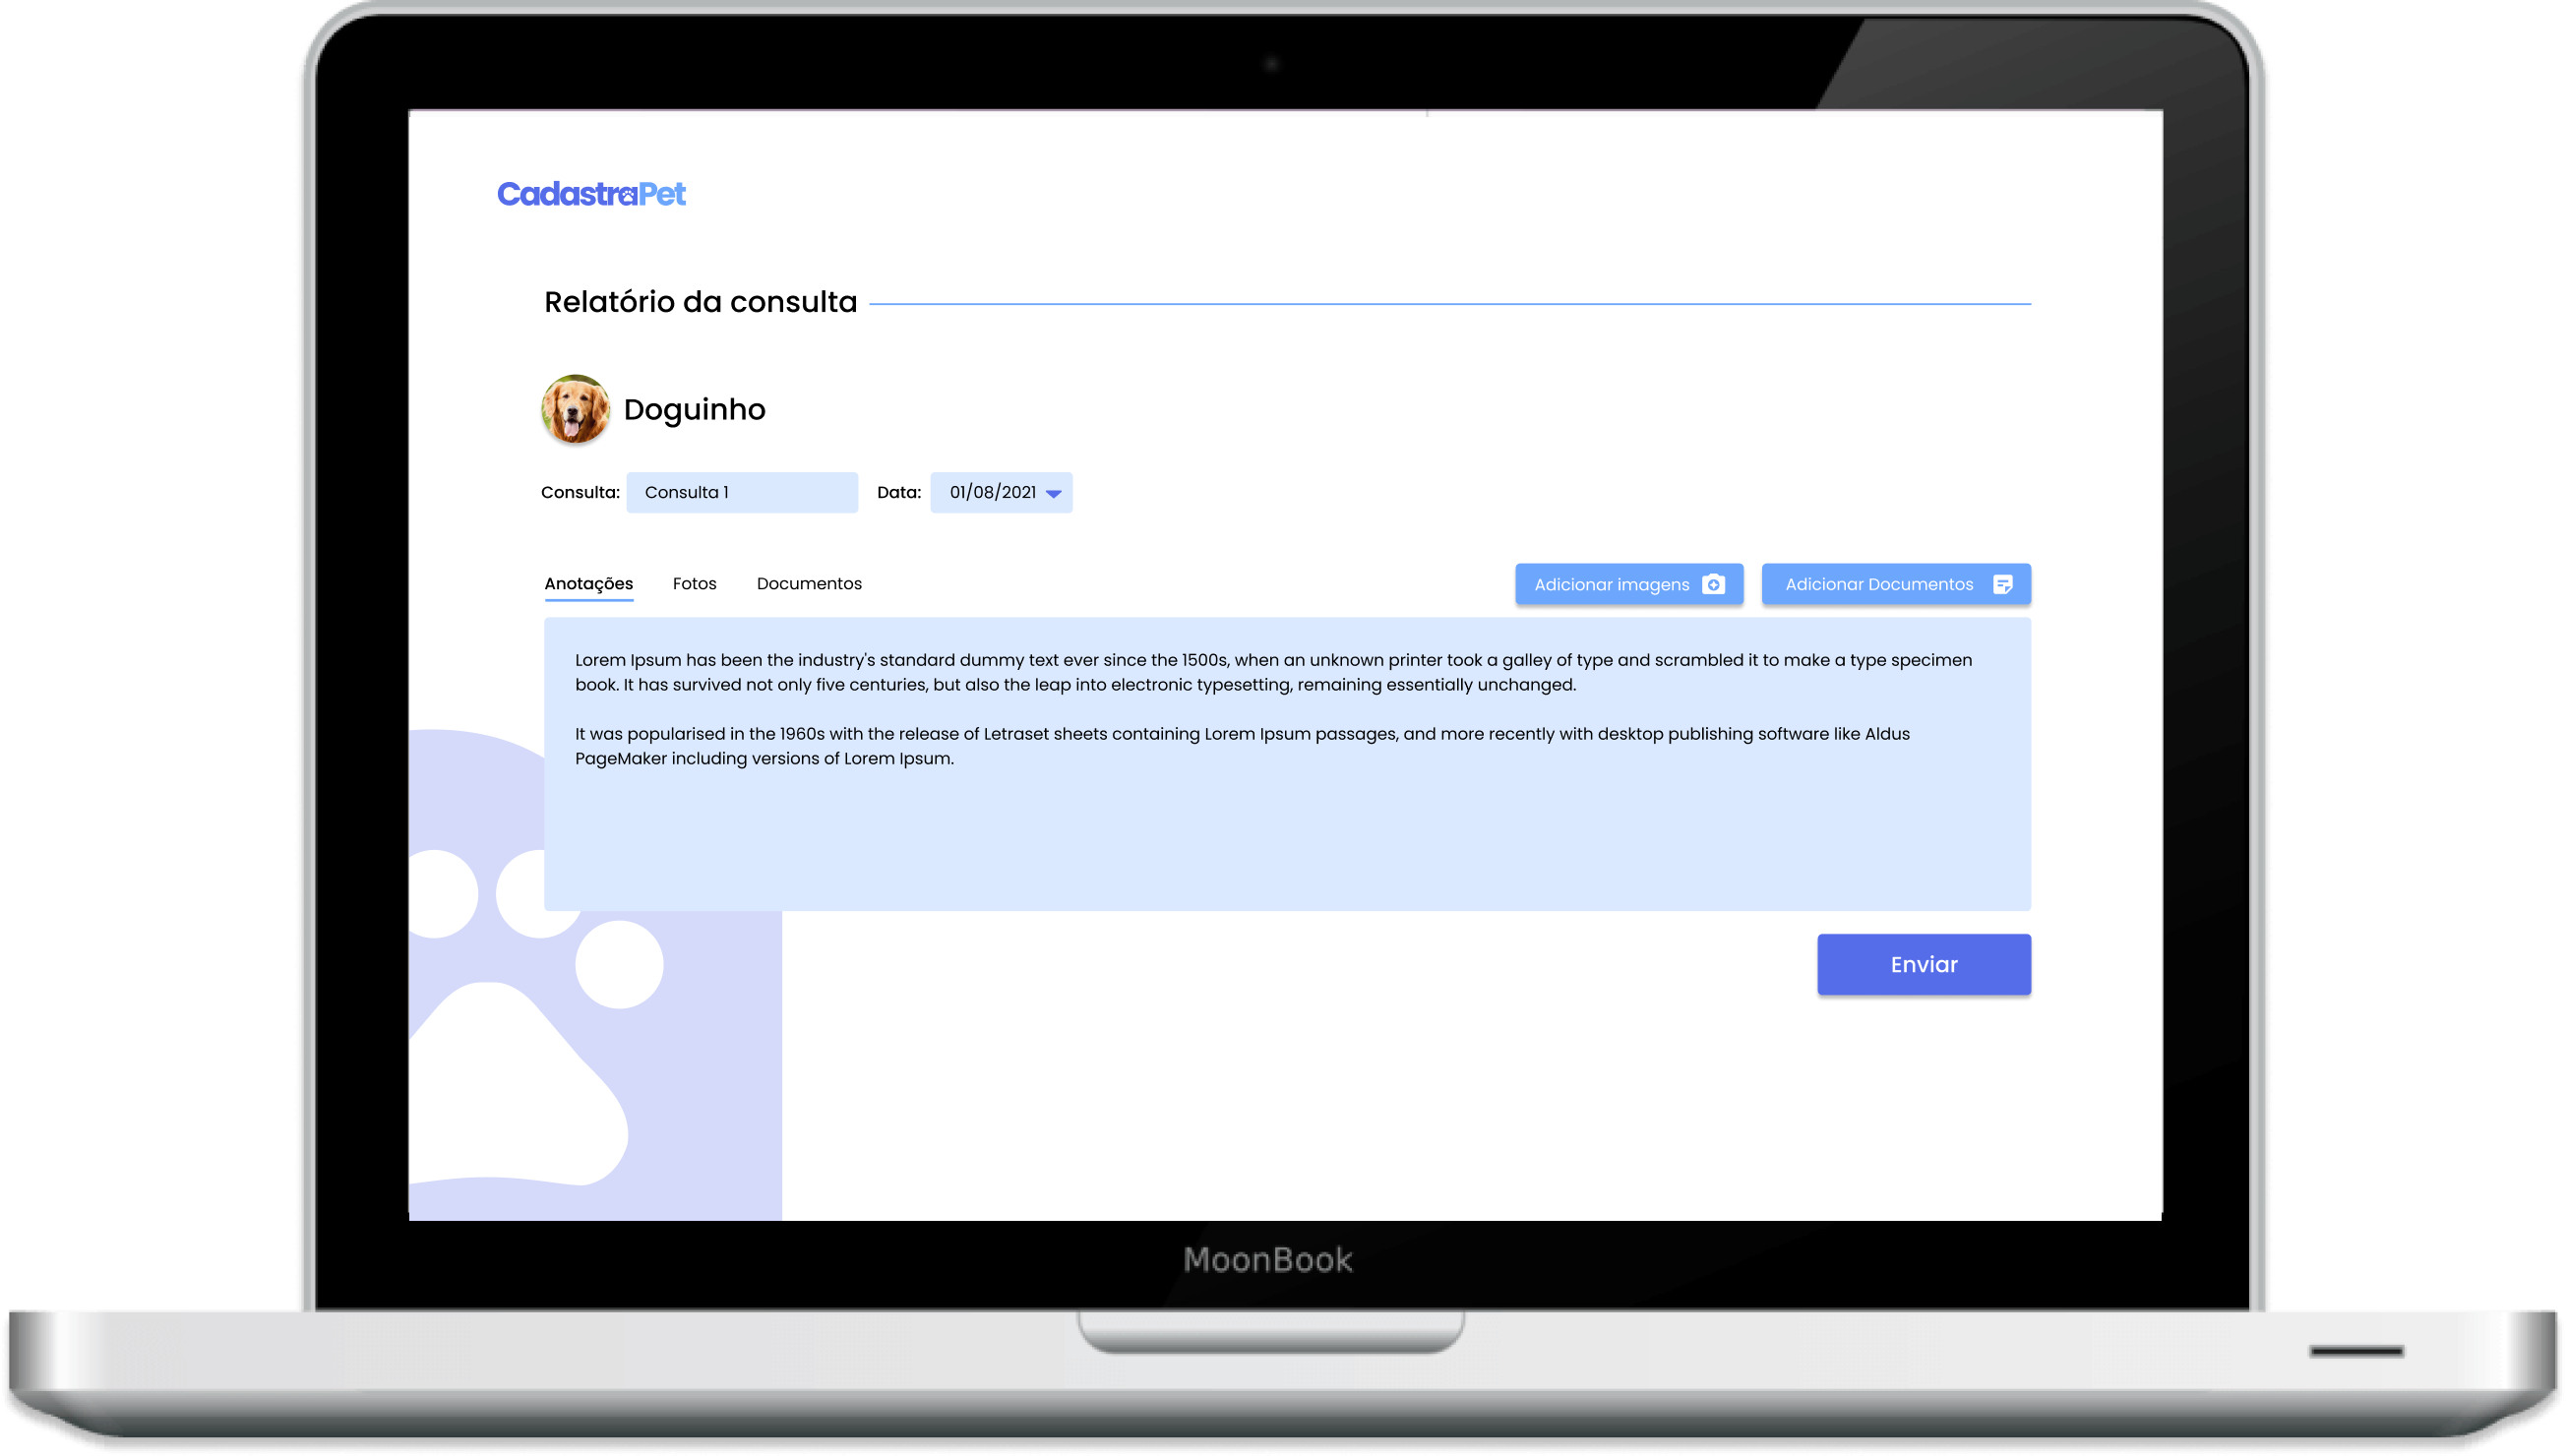 CadastraPet
Relatório da consulta
Doguinho
Consulta: Consulta 1 Data: 01/08/2021
Anotações Fotos Documentos Adicionar imagens Adicionar Documentos
Lorem Ipsum has been the industry's standard dummy text ever since the 1500s, when an unknown printer took a galley of type and scrambled it to make a type specimen
book. It has survived not only five centuries, but also the leap into electronic typesetting, remaining essentially unchanged.
It was popularised in the 1960s with the release of Letraset sheets containing Lorem Ipsum passages, and more recently with desktop publishing software like Aldus
PageMaker including versions of Lorem Ipsum.
Enviar
MoonBook